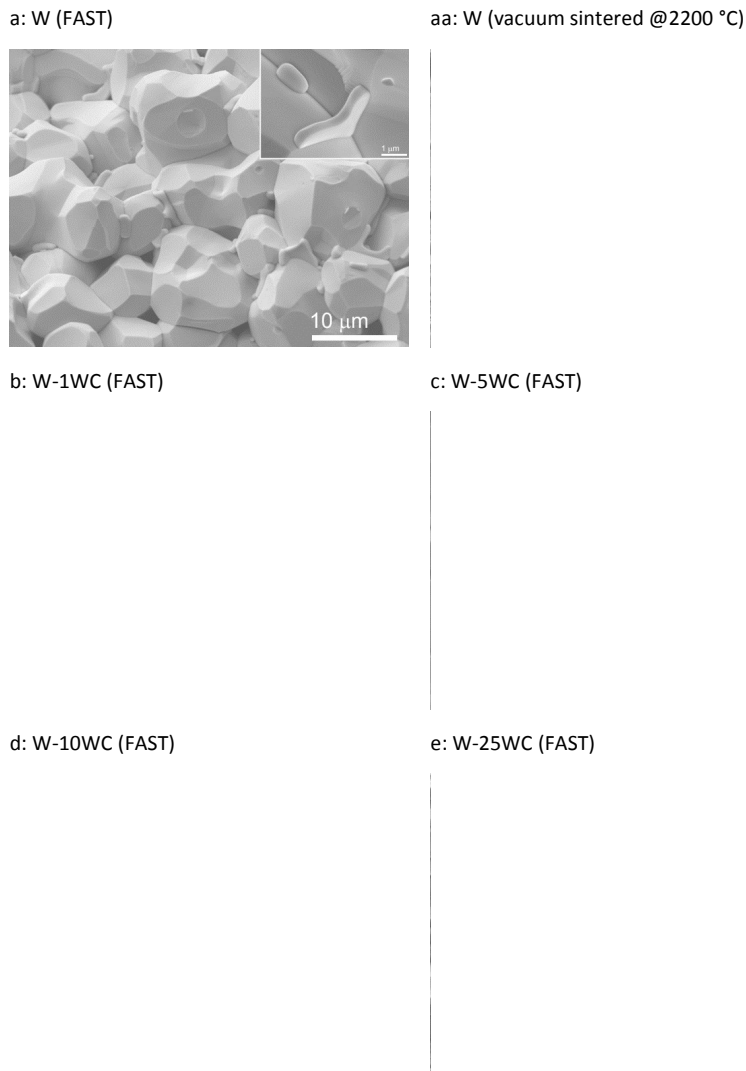 a: W (FAST)
aa: W (vacuum sintered @2200 °C)
1 μm
10 μm
b: W-1WC (FAST)
c: W-5WC (FAST)
d: W-10WC (FAST)
e: W-25WC (FAST)